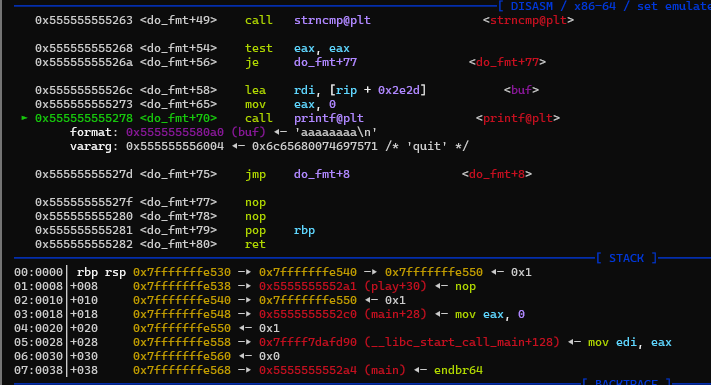 [ DISASM / x86-64 / set emulate
0x555555555263 <do_fmt+49> call strncmp@plt <strncmp@plt>
0x555555555268 <do_fmt+54> test eax, eax
0x55555555526a <do_fmt+56> je do_fmt+77 <do_fmt+77>
0x55555555526c <do_fmt+58> lea rdi, [rip + 0x2e2d] <buf>
0x555555555273 <do_fmt+65> mov eax, 0
► 0x555555555278 <do_fmt+70> call printf@plt <printf@plt>
format: 0x5555555580a0 (buf) ◂— 'aaaaaaaa\n'
vararg: 0x555555556004 ◂— 0x6c65680074697571 /* 'quit' */
0x55555555527d <do_fmt+75> jmp do_fmt+8 <do_fmt+8>
0x55555555527f <do_fmt+77> nop
0x555555555280 <do_fmt+78> nop
0x555555555281 <do_fmt+79> pop rbp
0x555555555282 <do_fmt+80> ret
[ STACK ]
00:0000│ rbp rsp 0x7fffffffe530 —▸ 0x7fffffffe540 —▸ 0x7fffffffe550 ◂— 0x1
01:0008│+008 0x7fffffffe538 —▸ 0x5555555552a1 (play+30) ◂— nop
02:0010│+010 0x7fffffffe540 —▸ 0x7fffffffe550 ◂— 0x1
03:0018│+018 0x7fffffffe548 —▸ 0x5555555552c0 (main+28) ◂— mov eax, 0
04:0020│+020 0x7fffffffe550 ◂— 0x1
05:0028│+028 0x7fffffffe558 —▸ 0x7ffff7dafd90 (__libc_start_call_main+128) ◂— mov edi, eax
06:0030│+030 0x7fffffffe560 ◂— 0x0
07:0038│+038 0x7fffffffe568 —▸ 0x5555555552a4 (main) ◂— endbr64
[ BACKTRACE